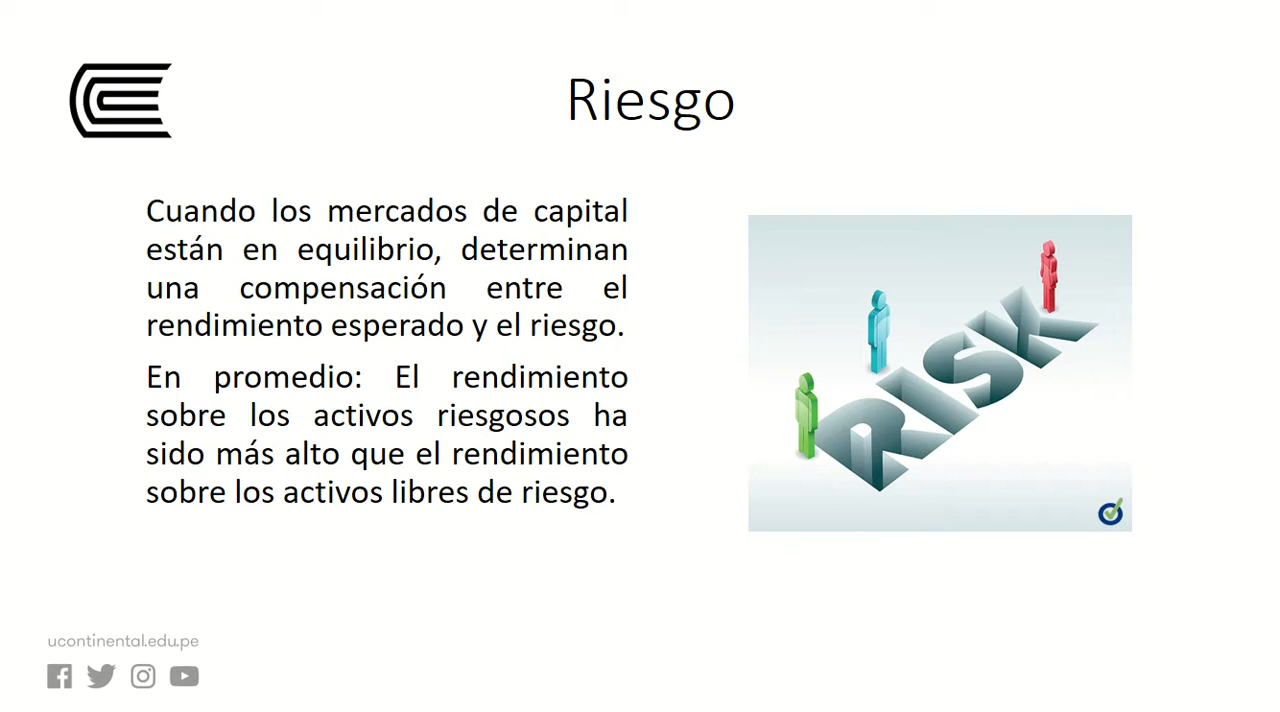 Riesgo
Cuando los mercados de capital
están en equilibrio, determinan
una compensación entre el
rendimiento esperado y el riesgo.
En promedio: El rendimiento
sobre los activos riesgosos ha
sido más alto que el rendimiento
sobre los activos libres de riesgo.
RISK
ucontinental.edu.pe